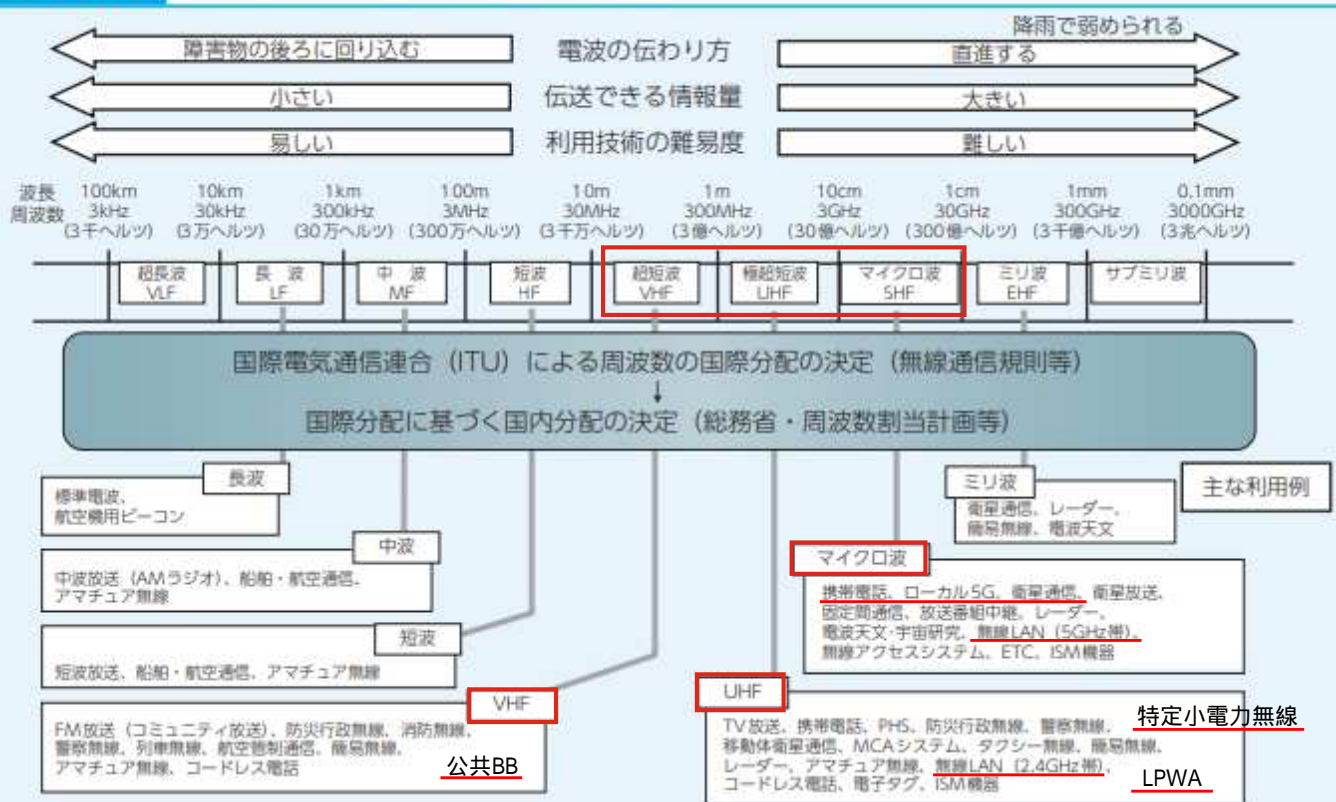 降雨で弱められる
障害物の後ろに回り込む 電波の伝わり方 直進する
小さい 伝送できる情報量 大きい
易しい 利用技術の難易度 難しい
波長 100km 10km 1km 100m 10m 1m 10cm 1cm 1mm 0.1mm
周波数 3kHz 30kHz 300kHz 3MHz 30MHz 300MHz 3GHz 30GHz 300GHz 3000GHz
(3千ヘルツ) (3万ヘルツ) (30万ヘルツ) (300万ヘルツ) (3千万ヘルツ) (3億ヘルツ) (30億ヘルツ) (300億ヘルツ) (3千億ヘルツ) (3兆ヘルツ)
超長波 長 波 中 波 短波 超短波 極超短波 マイクロ波 ミリ波 サブミリ波
VLF LF MF HF VHF UHF SHF EHF
国際電気通信連合（ITU）による周波数の国際分配の決定（無線通信規則等）
↓
国際分配に基づく国内分配の決定（総務省・周波数割当計画等）
主な利用例
長波
標準電波、
航空機用ビーコン
中波
中波放送（AMラジオ）、船舶・航空通信、
アマチュア無線
短波
短波放送、船舶・航空通信、アマチュア無線
VHF
FM放送（コミュニティ放送）、防災行政無線、消防無線、
警察無線、列車無線、航空管制通信、簡易無線、
アマチュア無線、コードレス電話
公共BB
ミリ波
衛星通信、レーダー、
簡易無線、電波天文
マイクロ波
携帯電話、ローカル5G、衛星通信、衛星放送、
固定間通信、放送番組中継、レーダー、
電波天文・宇宙研究、無線LAN（5GHz帯）、
無線アクセスシステム、ETC、ISM機器
UHF
TV放送、携帯電話、PHS、防災行政無線、警察無線、
移動体衛星通信、MCAシステム、タクシー無線、簡易無線、
レーダー、アマチュア無線、無線LAN（2.4GHz帯）、
コードレス電話、電子タグ、ISM機器
特定小電力無線
LPWA